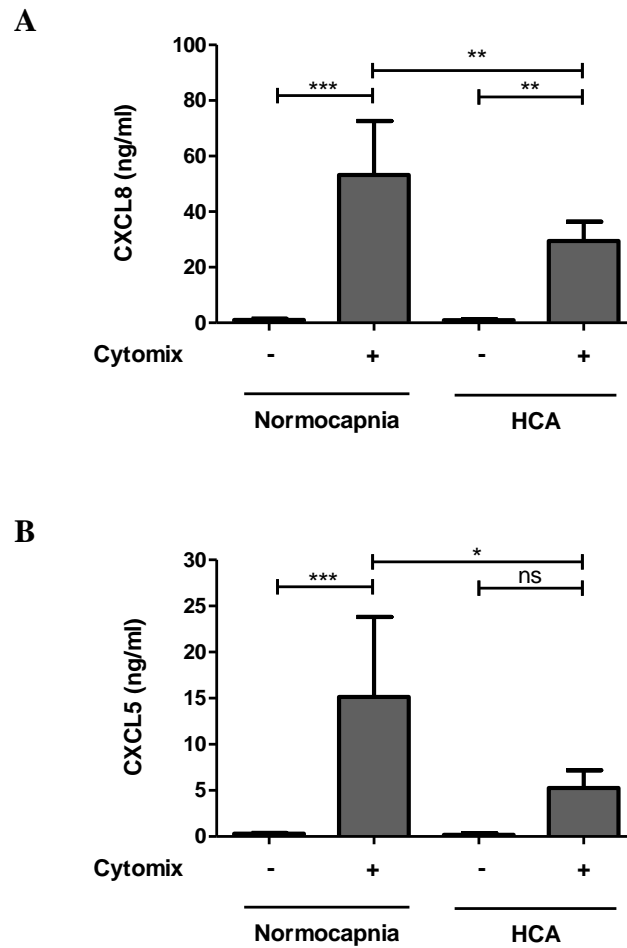 A
CXCL8 (ng/ml)
100
80
60
40
20
0
**
***
**
Cytomix - + - +
Normocapnia HCA
B
CXCL5 (ng/ml)
30
25
20
15
10
5
0
*
ns
***
Cytomix - + - +
Normocapnia HCA